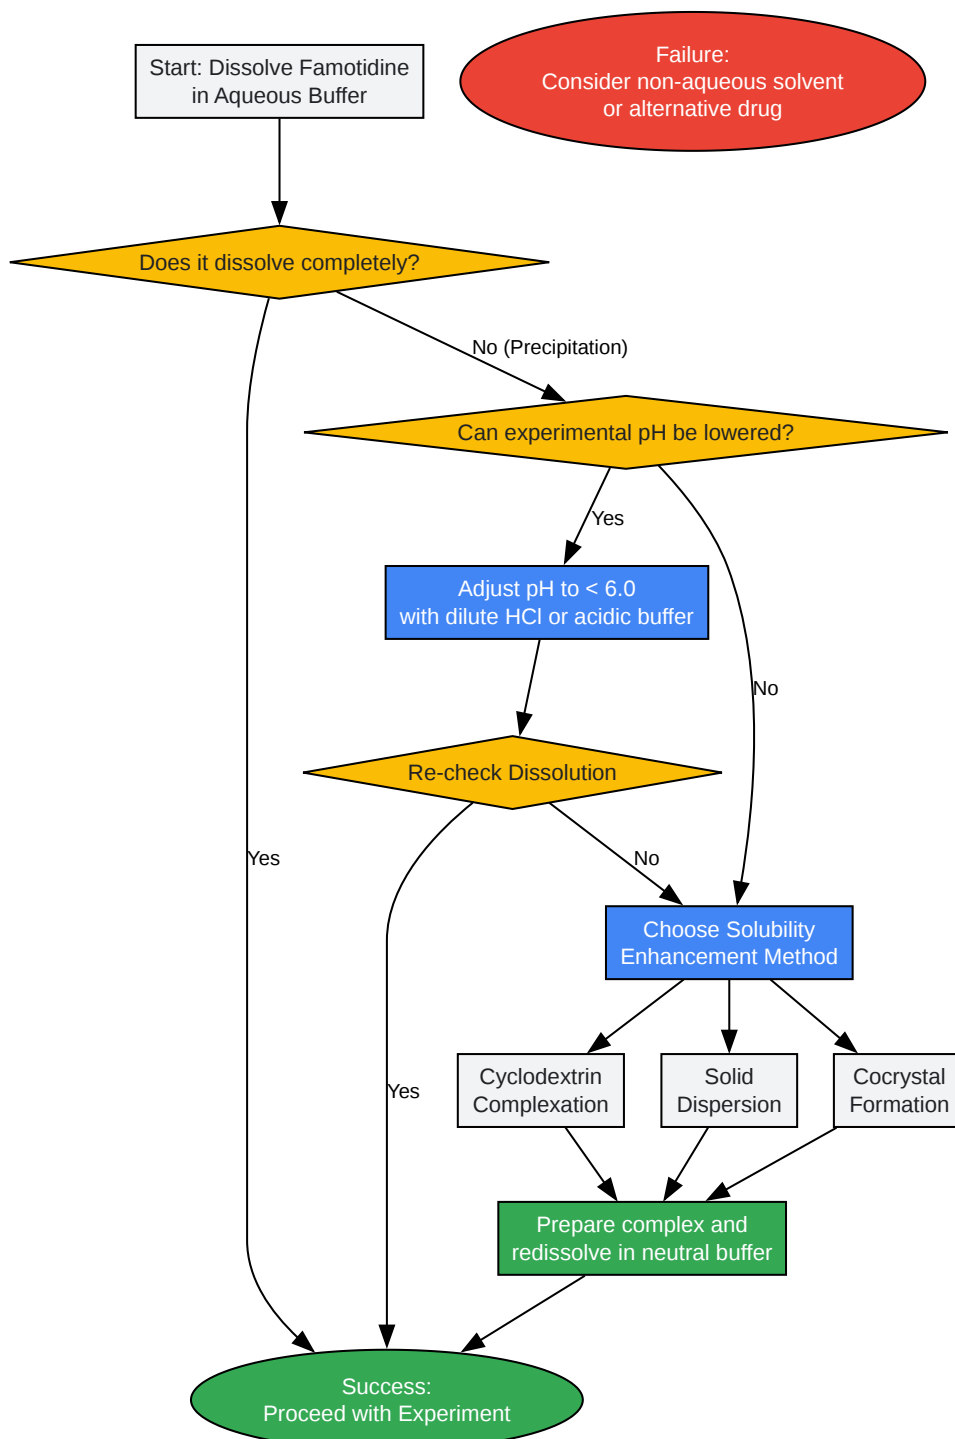 Start: Dissolve Famotidine
in Aqueous Buffer
Failure:
Consider non-aqueous solvent
or alternative drug
Does it dissolve completely?
No (Precipitation)
Can experimental pH be lowered?
Yes
Adjust pH to < 6.0
with dilute HCl or acidic buffer
No
Re-check Dissolution
Yes
No
Choose Solubility
Enhancement Method
Cyclodextrin
Complexation
Solid
Dispersion
Cocrystal
Formation
Yes
Prepare complex and
redissolve in neutral buffer
Success:
Proceed with Experiment